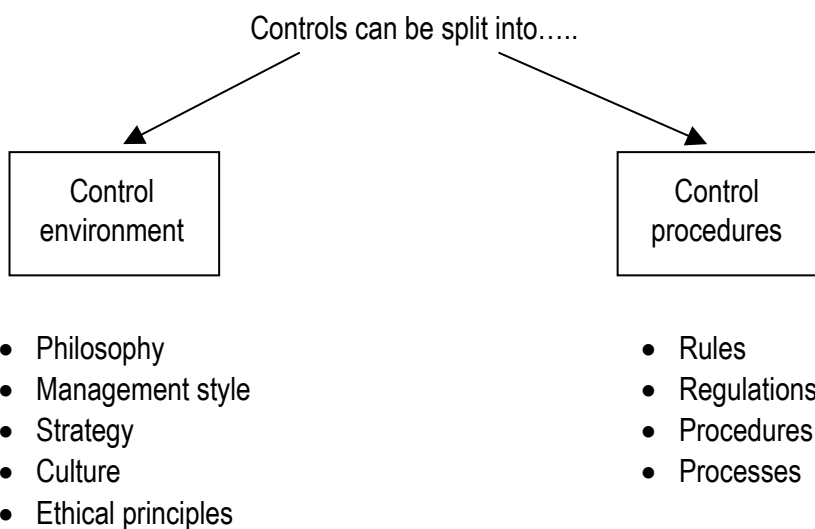 Controls can be split into…..
Control
environment
Control
procedures
• Philosophy
• Management style
• Strategy
• Culture
• Ethical principles
• Rules
• Regulations
• Procedures
• Processes